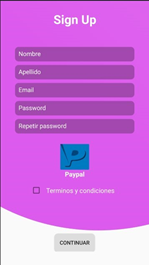 Sign Up
Nombre
Apellido
Email
Password
Repetir password
Paypal
Terminos y condiciones
CONTINUAR